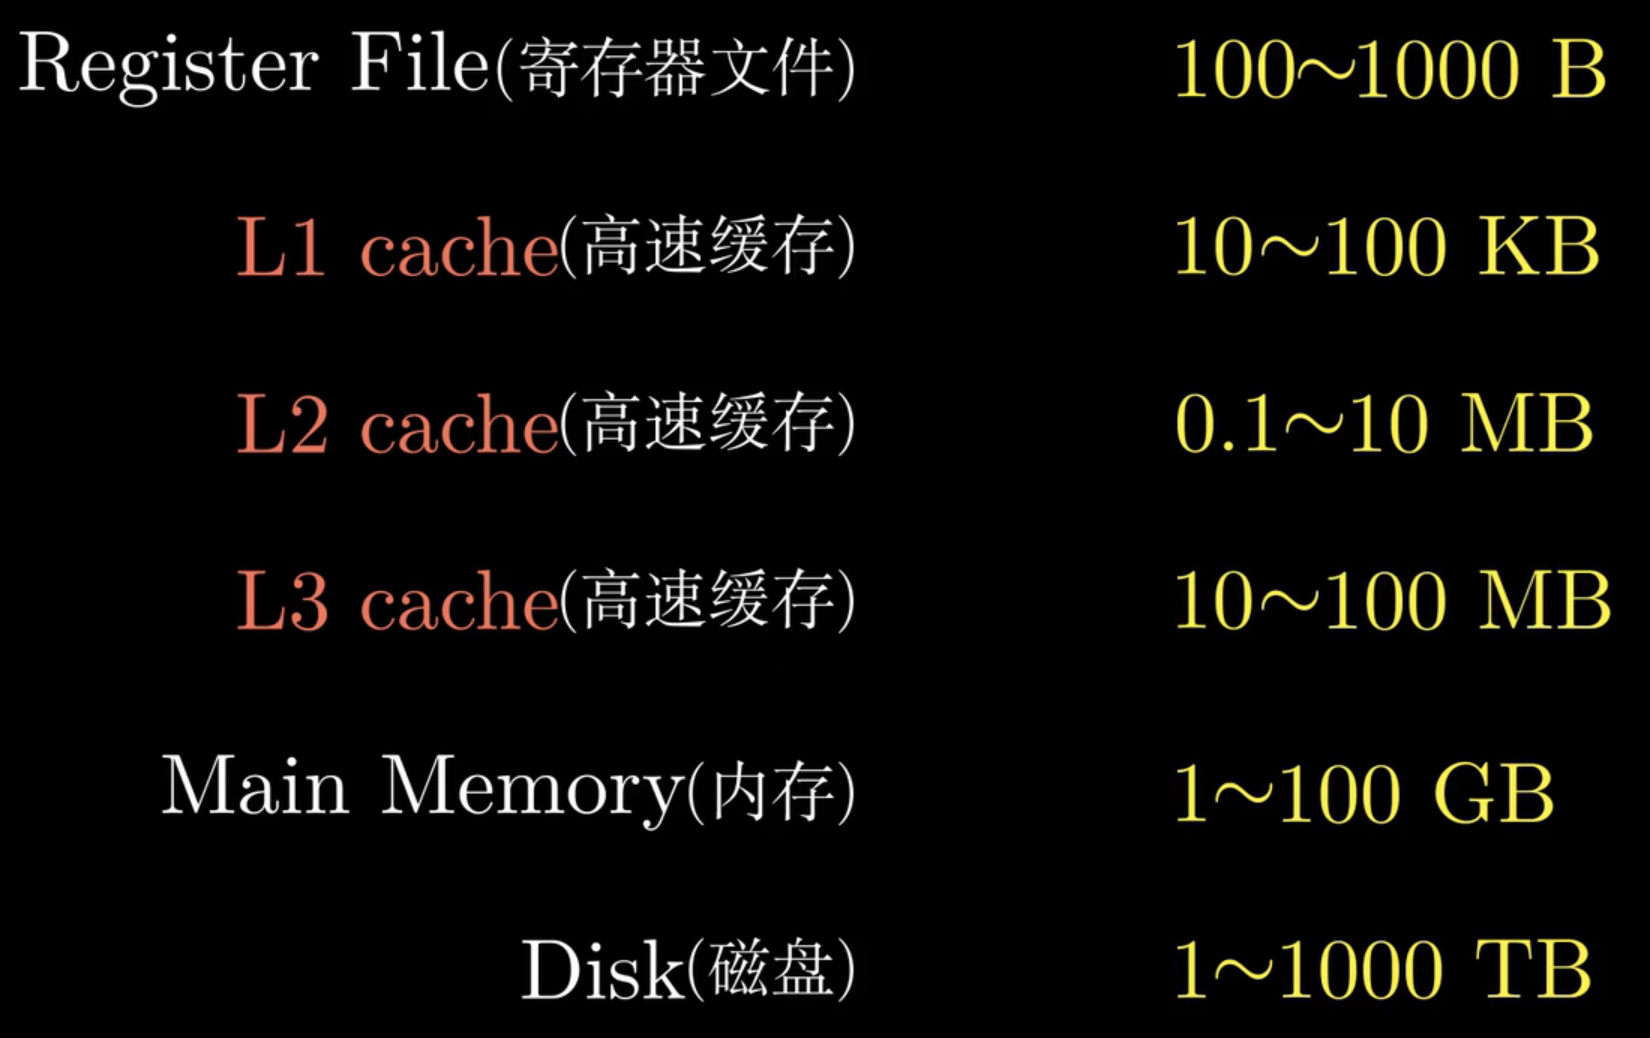 Register File(寄存器文件) 100~1000 B
L1 cache(高速缓存) 10~100 KB
L2 cache(高速缓存) 0.1~10 MB
L3 cache(高速缓存) 10~100 MB
Main Memory(内存) 1~100 GB
Disk(磁盘) 1~1000 TB